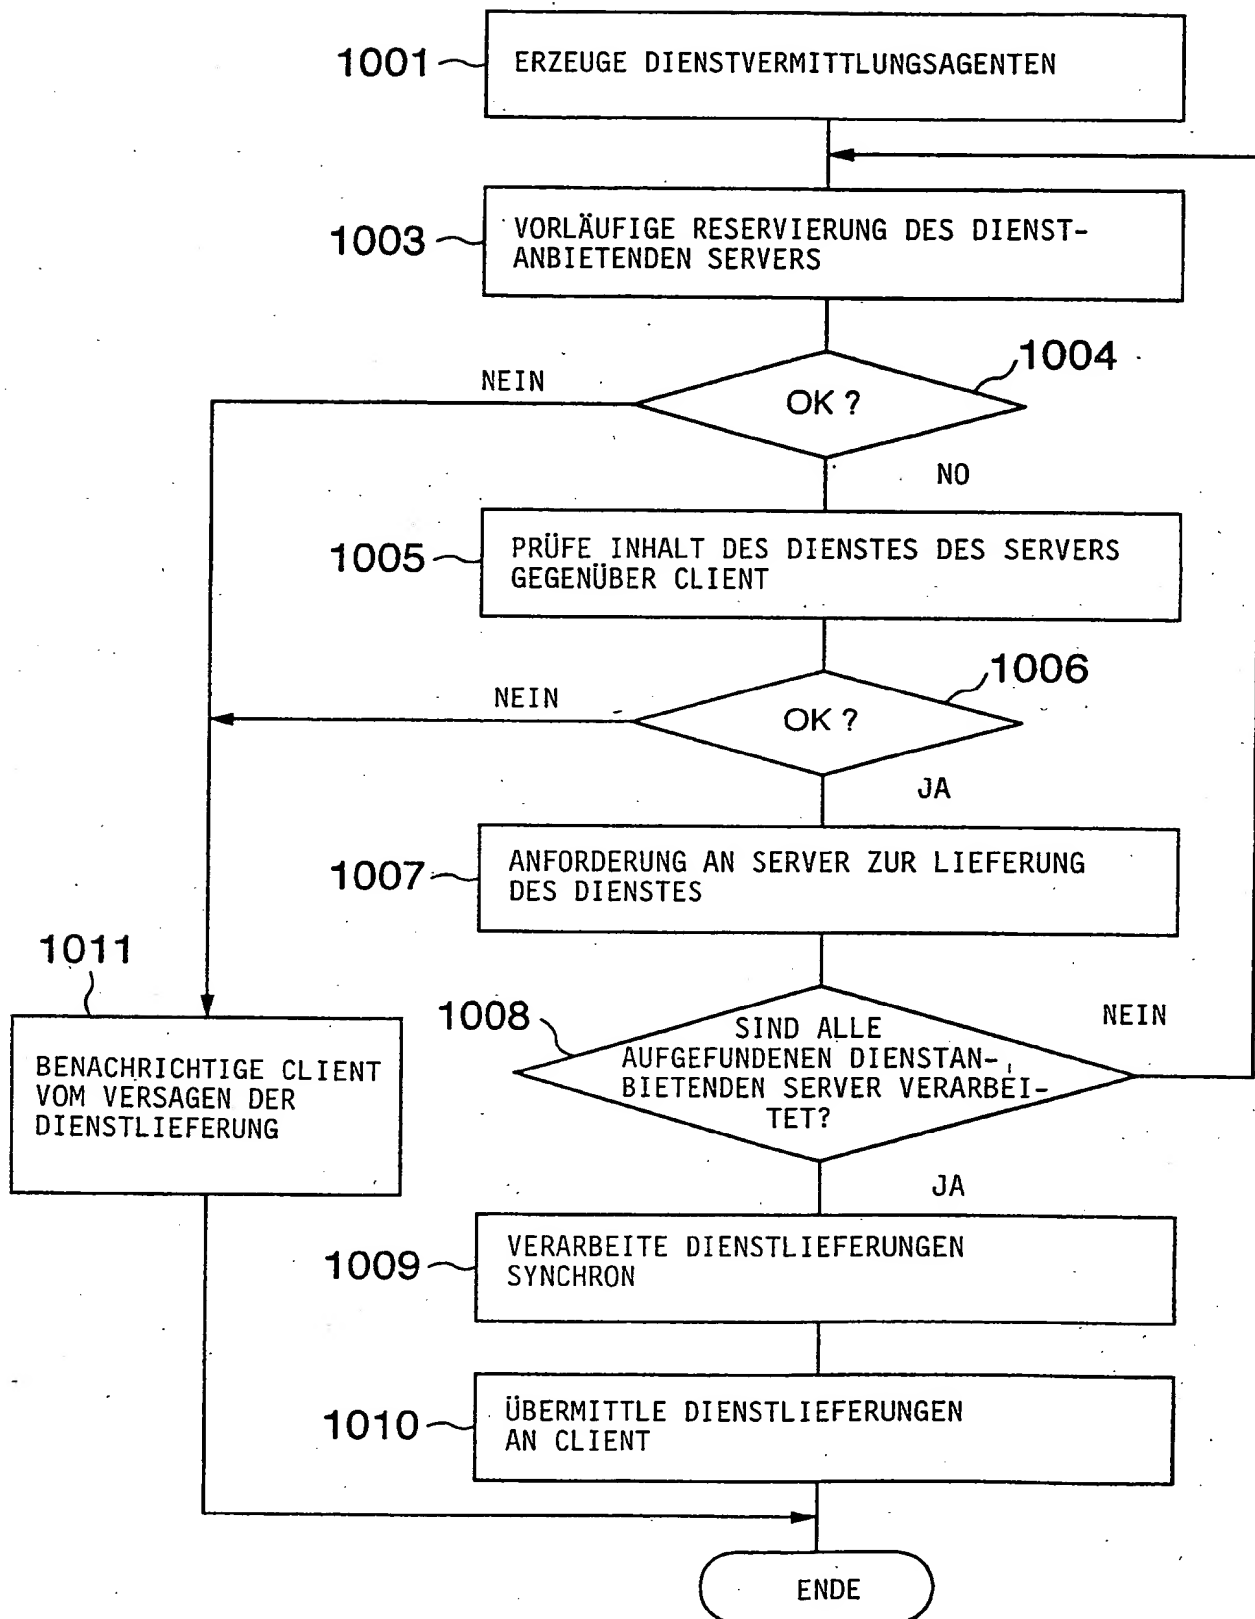 1001
ERZEUGE DIENSTVERMITTLUNGSAGENTEN
1003
VORLÄUFIGE RESERVIERUNG DES DIENST-
ANBIETENDEN SERVERS
1004
NEIN
OK ?
NO
1005
PRÜFE INHALT DES DIENSTES DES SERVERS
GEGENÜBER CLIENT
1006
NEIN
OK ?
JA
1007
ANFORDERUNG AN SERVER ZUR LIEFERUNG
DES DIENSTES
1011
BENACHRICHTIGE CLIENT
VOM VERSAGEN DER
DIENSTLIEFERUNG
1008
NEIN
SIND ALLE
AUFGEFUNDENEN DIENSTAN-
BIETENDEN SERVER VERARBEI-
TET?
JA
1009
VERARBEITE DIENSTLIEFERUNGEN
SYNCHRON
1010
ÜBERMITTLE DIENSTLIEFERUNGEN
AN CLIENT
ENDE